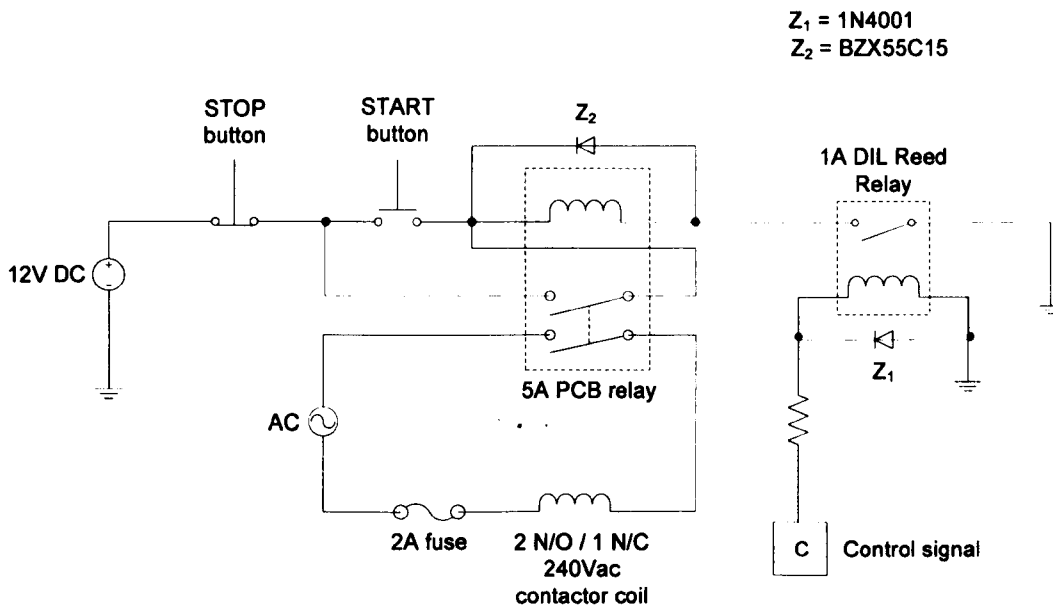 Z₁ = 1N4001
Z₂ = BZX55C15
STOP
button
START
button
Z₂
1A DIL Reed
Relay
12V DC
+
-
5A PCB relay
Z₁
AC
2A fuse
2 N/O / 1 N/C
240Vac
contactor coil
C
Control signal